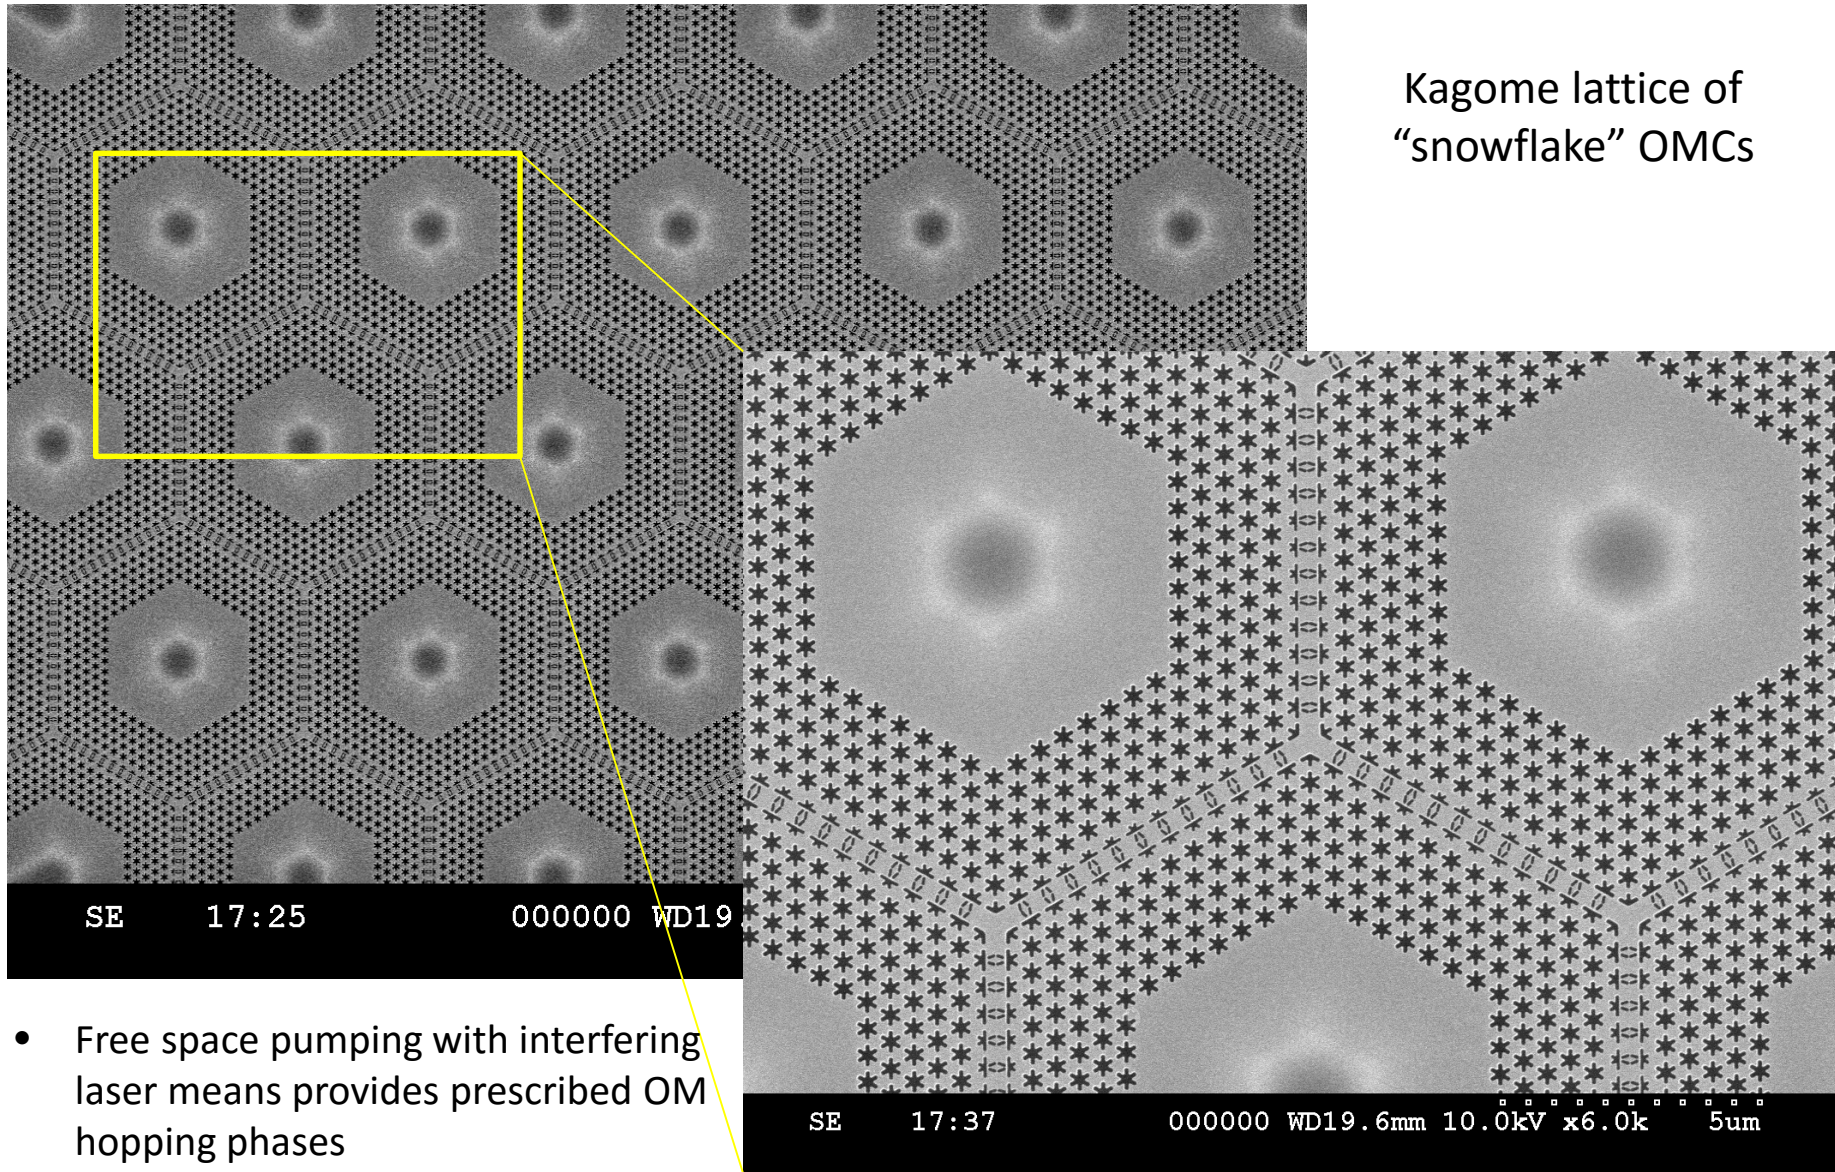 Kagome lattice of
“snowflake” OMCs
SE 17:25 000000 WD19.
SE 17:37 000000 WD19.6mm 10.0kV x6.0k 5um
• Free space pumping with interfering
laser means provides prescribed OM
hopping phases